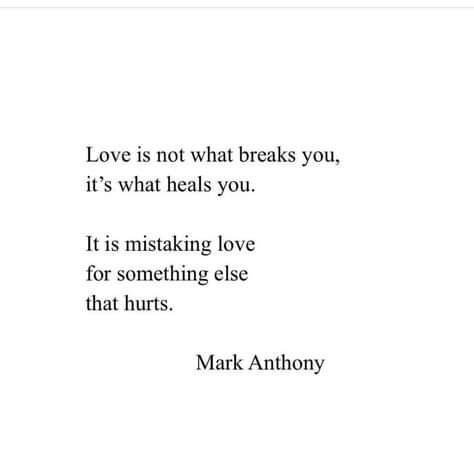 Love is not what breaks you,
it’s what heals you.
It is mistaking love
for something else
that hurts.
Mark Anthony